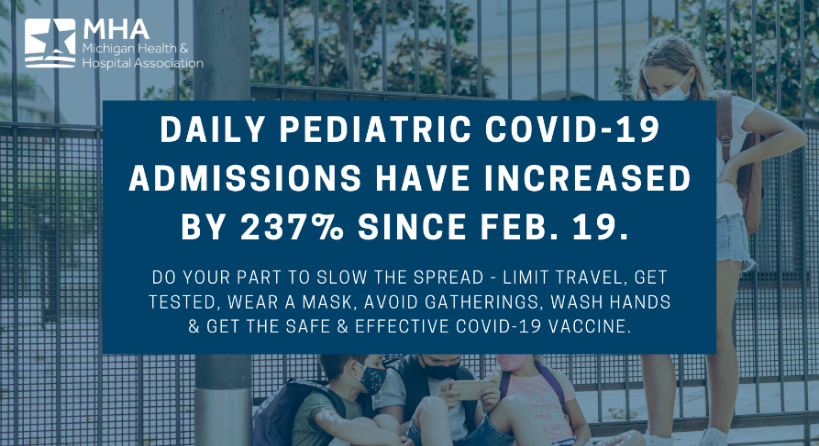 MHA
Michigan Health &
Hospital Association
DAILY PEDIATRIC COVID-19
ADMISSIONS HAVE INCREASED
BY 237% SINCE FEB. 19.
DO YOUR PART TO SLOW THE SPREAD - LIMIT TRAVEL, GET
TESTED, WEAR A MASK, AVOID GATHERINGS, WASH HANDS
& GET THE SAFE & EFFECTIVE COVID-19 VACCINE.